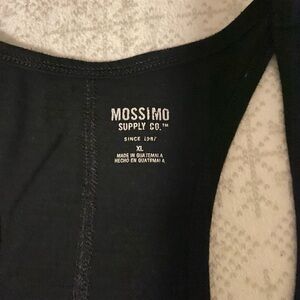 MOSSIMO
SUPPLY CO.™
SINCE 1987
XL
MADE IN GUATEMALA
HECHO EN GUATEMALA